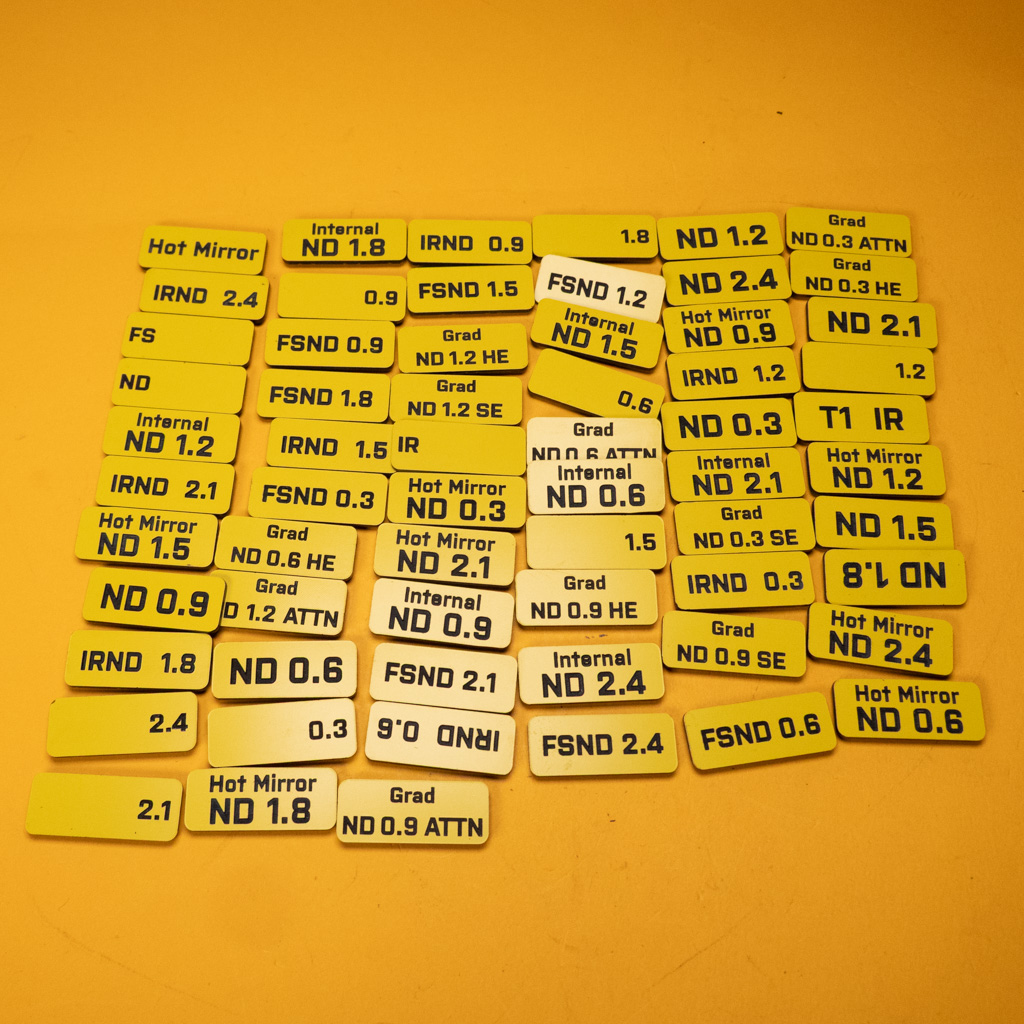 Hot Mirror
IRND 2.4
FS
ND
Internal
ND 1.2
IRND 2.1
Hot Mirror
ND 1.5
ND 0.9
IRND 1.8
2.4
2.1
Internal
ND 1.8
0.9
FSND 0.9
FSND 1.8
IRND 1.5
FSND 0.3
Grad
ND 0.6 HE
Grad
D 1.2 ATTN
ND 0.6
0.3
Hot Mirror
ND 1.8
IRND 0.9
FSND 1.5
Grad
ND 1.2 HE
Grad
ND 1.2 SE
IR
Hot Mirror
ND 0.3
Hot Mirror
ND 2.1
Internal
ND 0.9
FSND 2.1
IRND 0.6
Grad
ND 0.9 ATTN
1.8
FSND 1.2
Internal
ND 1.5
0.6
Grad
ND 0.6 ATTN
Internal
ND 0.6
1.5
Grad
ND 0.9 HE
Internal
ND 2.4
FSND 2.4
ND 1.2
ND 2.4
Hot Mirror
ND 0.9
IRND 1.2
ND 0.3
Internal
ND 2.1
Grad
ND 0.3 SE
IRND 0.3
Grad
ND 0.9 SE
FSND 0.6
Grad
ND 0.3 ATTN
Grad
ND 0.3 HE
ND 2.1
1.2
T1 IR
Hot Mirror
ND 1.2
ND 1.5
ND 1.8
Hot Mirror
ND 2.4
Hot Mirror
ND 0.6